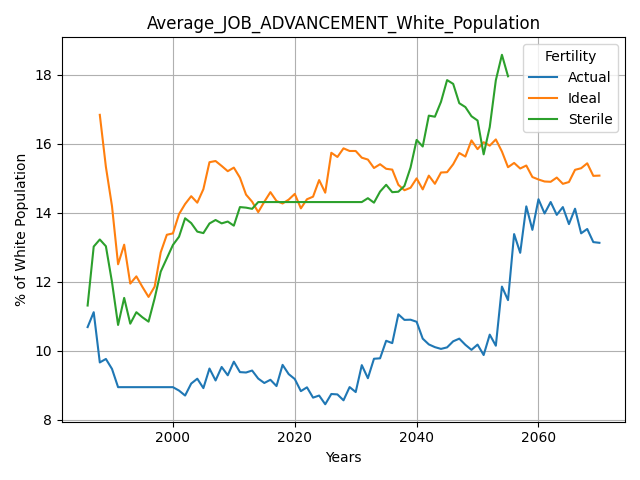 Average_JOB_ADVANCEMENT_White_Population
Fertility
Actual
Ideal
Sterile
% of White Population
18
16
14
12
10
8
2000 2020 2040 2060
Years